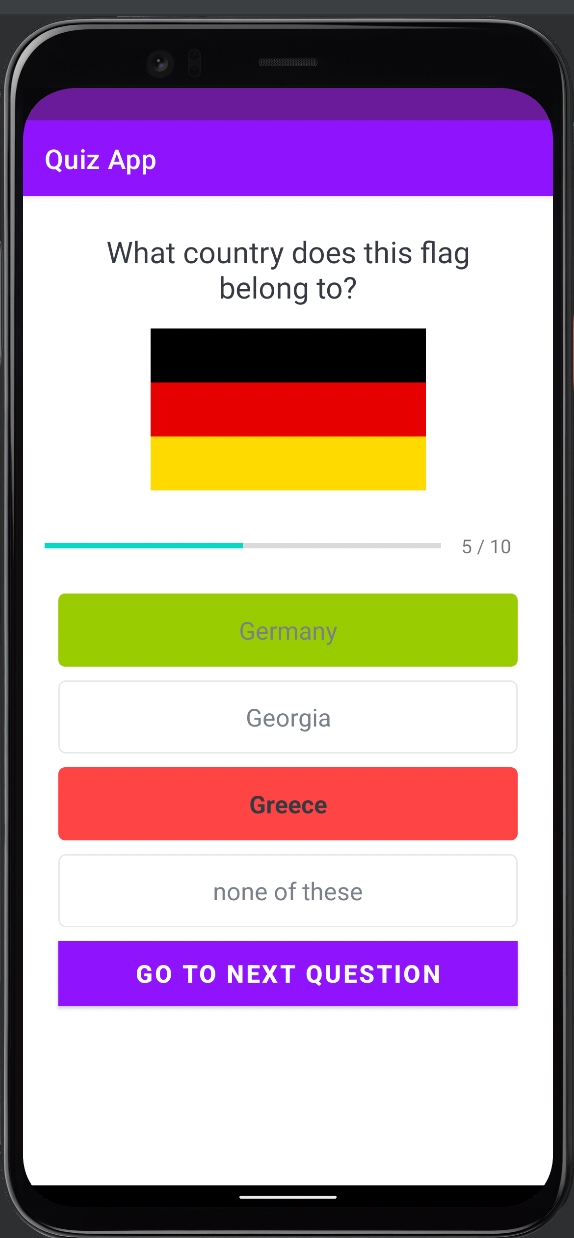 Quiz App
What country does this flag
belong to?
5 / 10
Germany
Georgia
Greece
none of these
GO TO NEXT QUESTION